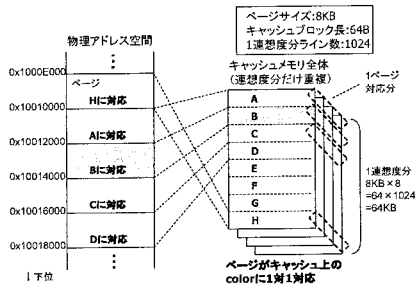 ページサイズ:8KB
キャッシュブロック長:64B
1連想度分ライン数:1024
物理アドレス空間
キャッシュメモリ全体
(連想度分だけ重複)
1ページ
対応分
0x1000E000
ページ
Hに対応
0x10010000
Aに対応
0x10012000
Bに対応
0x10014000
Cに対応
0x10016000
Dに対応
0x10018000
↓下位
A
B
C
D
E
F
G
H
1連想度分
8KB×8
=64×1024
=64KB
ページがキャッシュ上の
colorに1対1対応